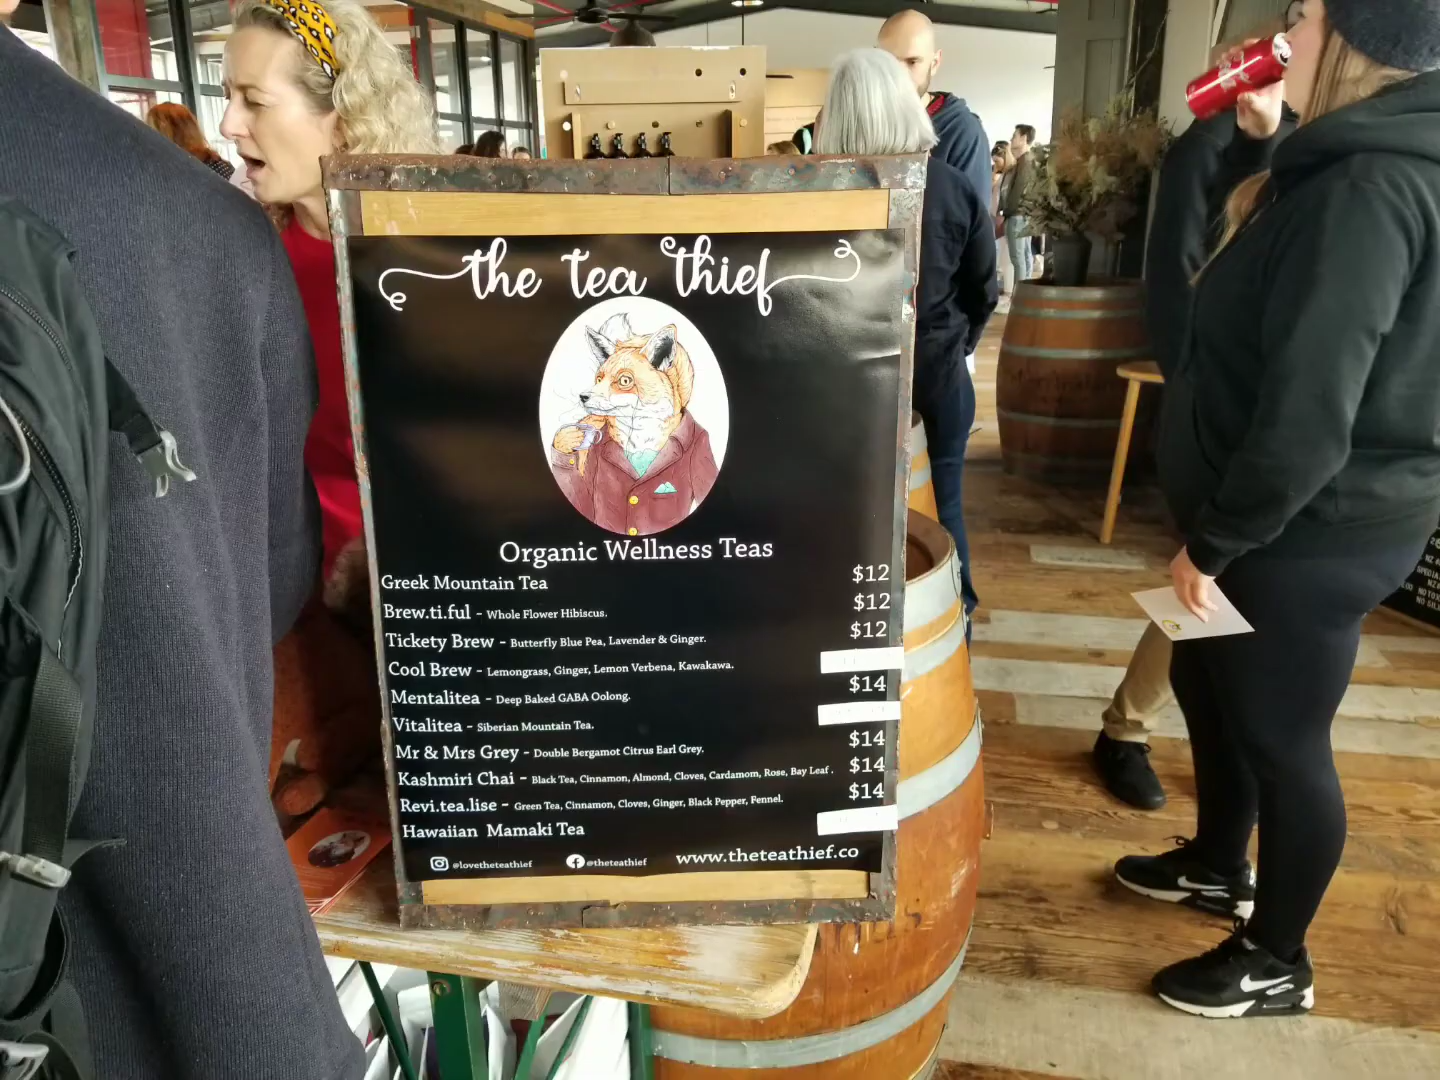 the tea thief
Organic Wellness Teas
Greek Mountain Tea $12
Brew.ti.ful - Whole Flower Hibiscus. $12
Tickety Brew - Butterfly Blue Pea, Lavender & Ginger. $12
Cool Brew - Lemongrass, Ginger, Lemon Verbena, Kawakawa.
Mentalitea - Deep Baked GABA Oolong. $14
Vitalitea - Siberian Mountain Tea.
Mr & Mrs Grey - Double Bergamot Citrus Earl Grey. $14
Kashmiri Chai - Black Tea, Cinnamon, Almond, Cloves, Cardamom, Rose, Bay Leaf. $14
Revi.tea.lise - Green Tea, Cinnamon, Cloves, Ginger, Black Pepper, Fennel. $14
Hawaiian Mamaki Tea
@lovetheteathief @theteathief www.theteathief.co